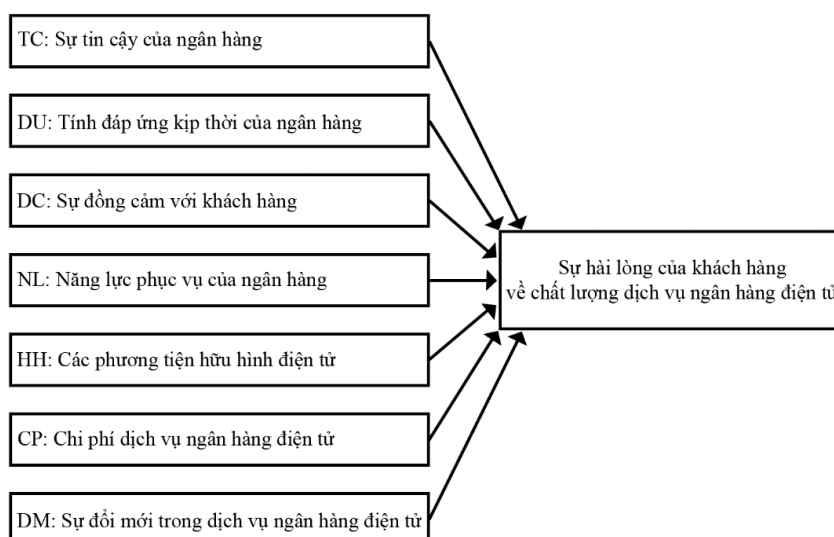 TC: Sự tin cậy của ngân hàng
DU: Tính đáp ứng kịp thời của ngân hàng
DC: Sự đồng cảm với khách hàng
NL: Năng lực phục vụ của ngân hàng
HH: Các phương tiện hữu hình điện tử
CP: Chi phí dịch vụ ngân hàng điện tử
DM: Sự đổi mới trong dịch vụ ngân hàng điện tử
Sự hài lòng của khách hàng
về chất lượng dịch vụ ngân hàng điện tử